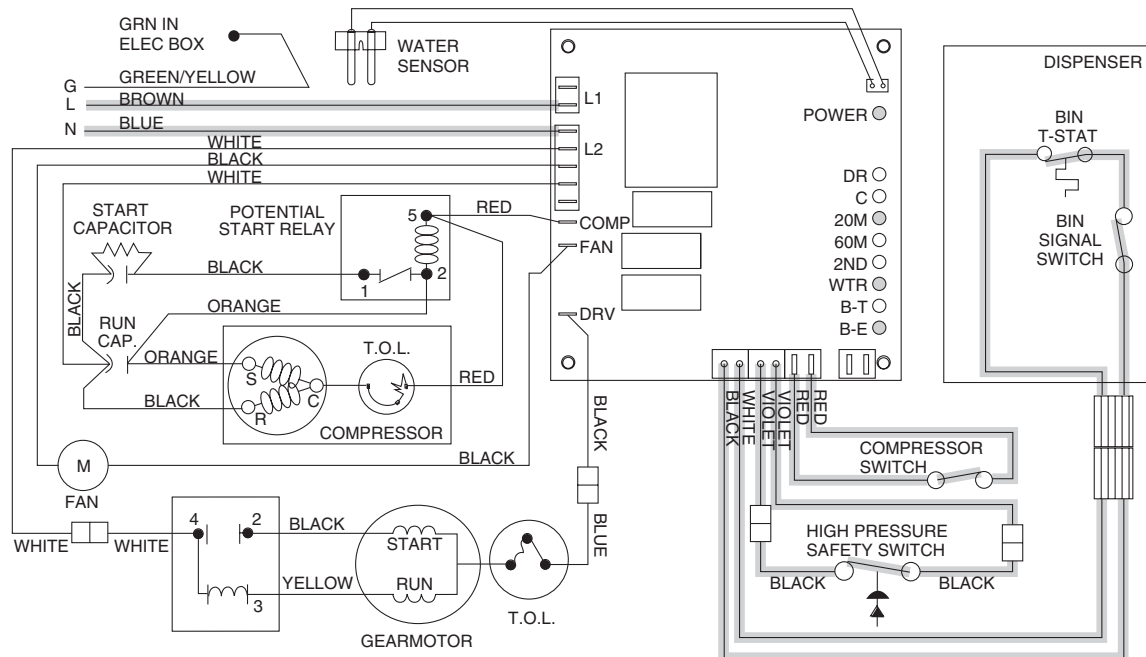 GRN IN
ELEC BOX
WATER
SENSOR
DISPENSER
G
GREEN/YELLOW
L
BROWN
L1
POWER
N
BLUE
WHITE
L2
BLACK
WHITE
BIN
T-STAT
DR
C
20M
60M
2ND
WTR
B-T
B-E
BIN
SIGNAL
SWITCH
START
CAPACITOR
POTENTIAL
START RELAY
5
RED
COMP
FAN
BLACK
1
2
ORANGE
DRV
BLACK
RUN
CAP.
ORANGE
T.O.L.
S
C
R
RED
BLACK
COMPRESSOR
BLACK
WHITE
VIOLET
VIOLET
RED
RED
BLACK
COMPRESSOR
SWITCH
M
FAN
BLACK
4
2
BLACK
START
WHITE
WHITE
BLUE
HIGH PRESSURE
SAFETY SWITCH
YELLOW
RUN
3
BLACK
BLACK
T.O.L.
GEARMOTOR